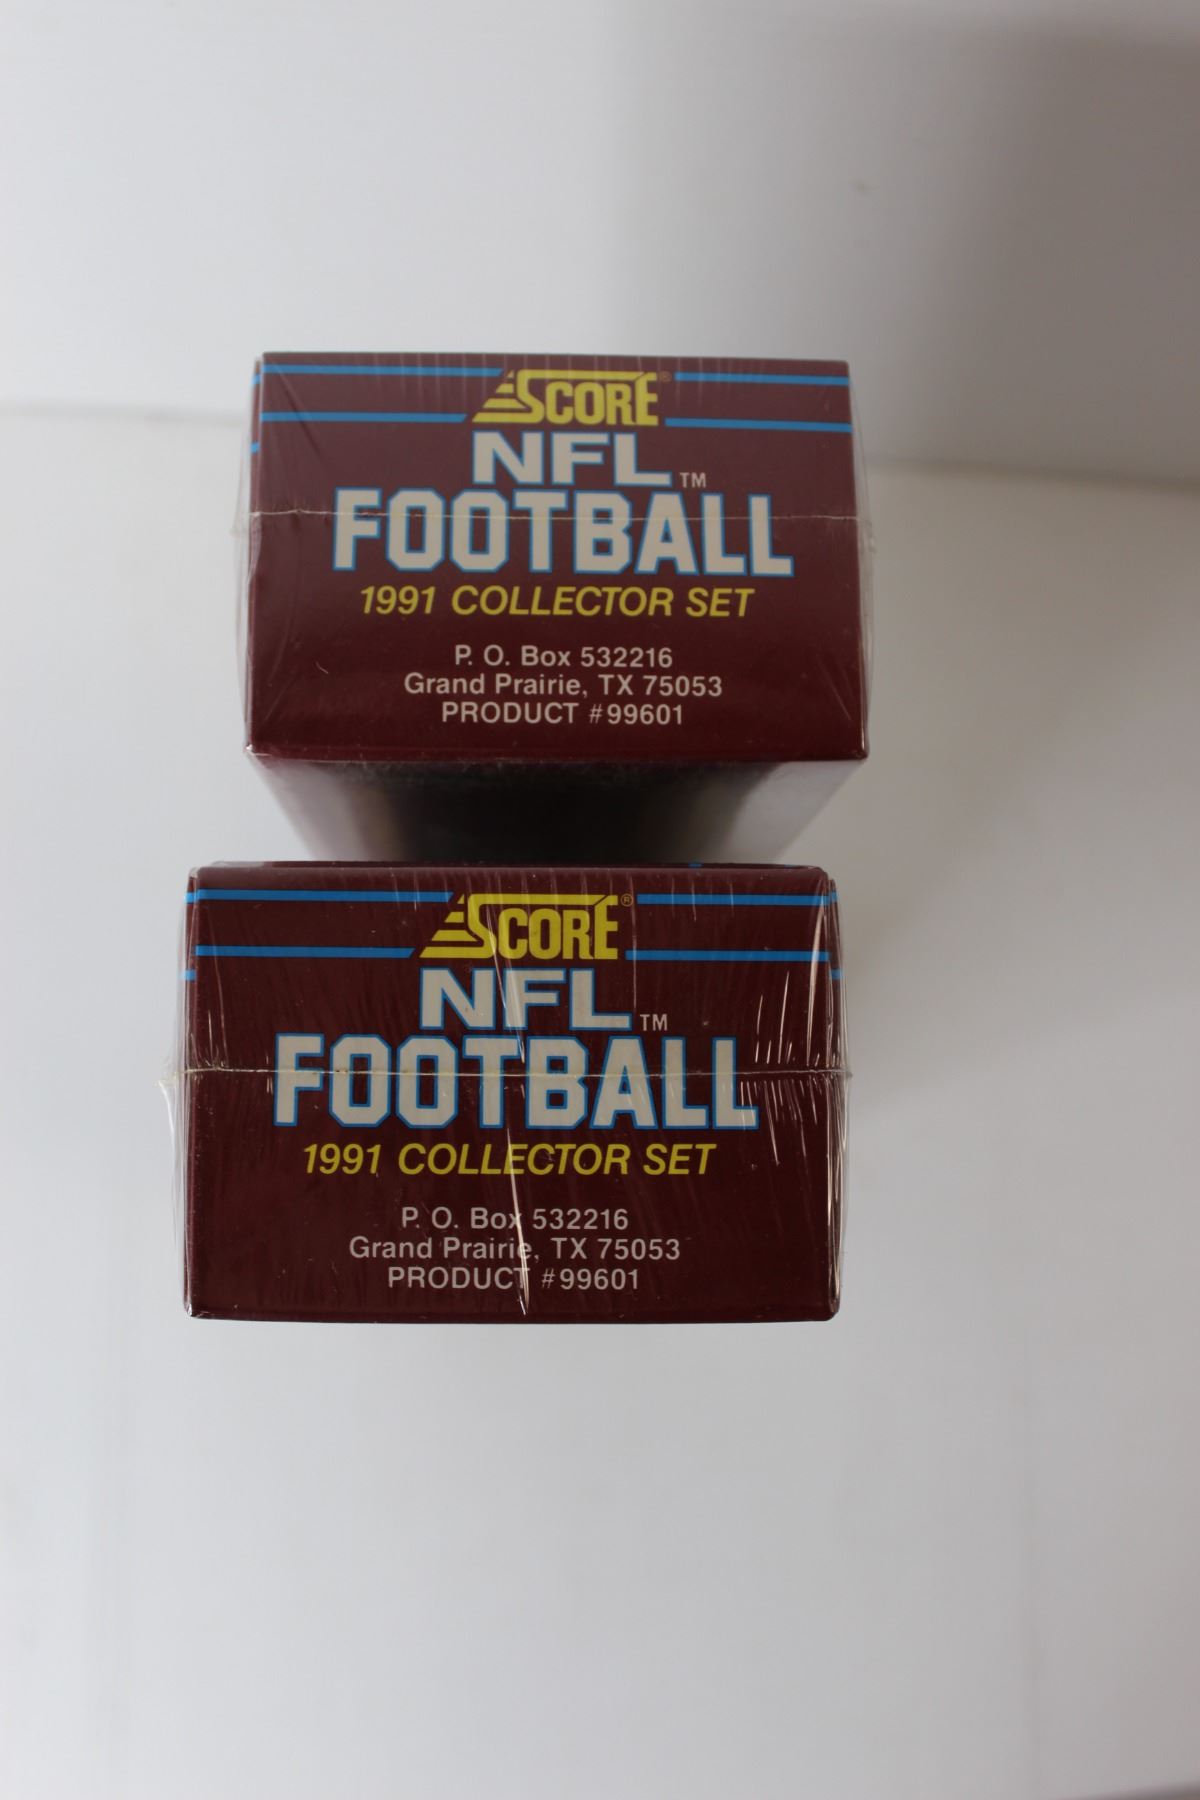 SCORE®
NFL™
FOOTBALL
1991 COLLECTOR SET
P. O. Box 532216
Grand Prairie, TX 75053
PRODUCT #99601
SCORE®
NFL™
FOOTBALL
1991 COLLECTOR SET
P. O. Box 532216
Grand Prairie, TX 75053
PRODUCT #99601